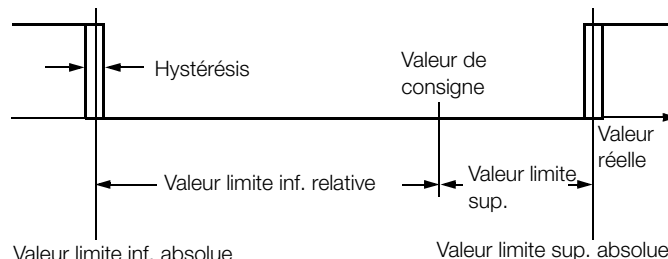 Hystérésis
Valeur de
consigne
Valeur
réelle
Valeur limite inf. relative
Valeur limite
sup.
Valeur limite inf. absolue
Valeur limite sup. absolue